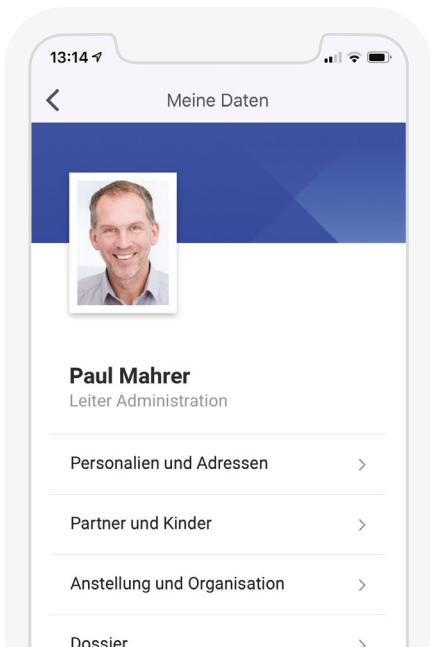 13:14
Meine Daten
Paul Mahrer
Leiter Administration
Personalien und Adressen
Partner und Kinder
Anstellung und Organisation
Dossier